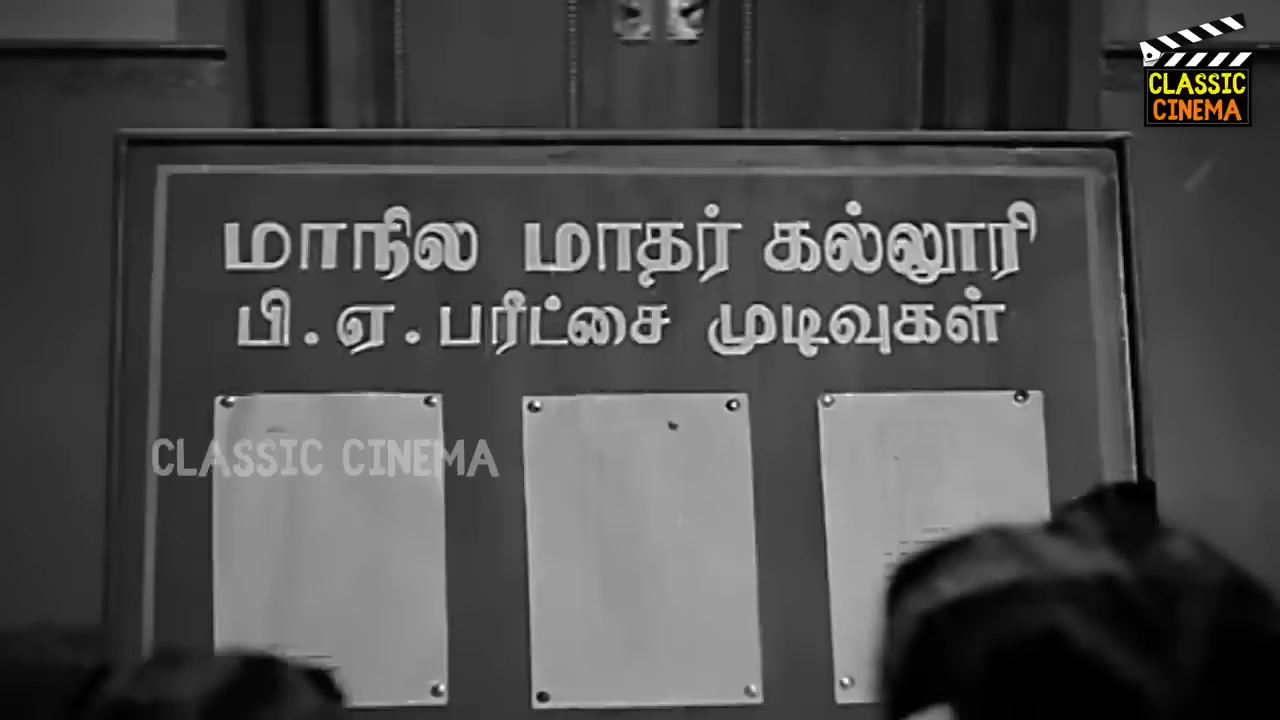 CLASSIC
CINEMA
மாநில மாதர் கல்லூரி
பி.ஏ.பரீட்சை முடிவுகள்
CLASSIC CINEMA